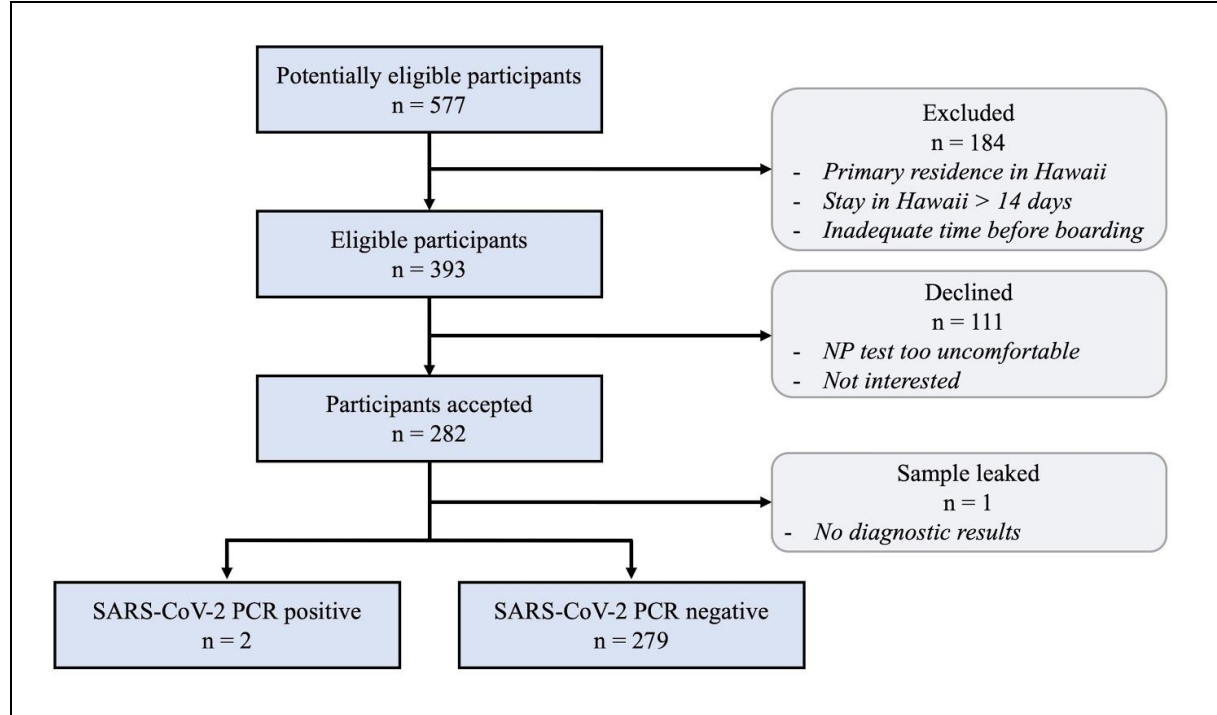 Potentially eligible participants
n = 577
Excluded
n = 184
- Primary residence in Hawaii
- Stay in Hawaii > 14 days
- Inadequate time before boarding
Eligible participants
n = 393
Declined
n = 111
- NP test too uncomfortable
- Not interested
Participants accepted
n = 282
Sample leaked
n = 1
- No diagnostic results
SARS-CoV-2 PCR positive
n = 2
SARS-CoV-2 PCR negative
n = 279